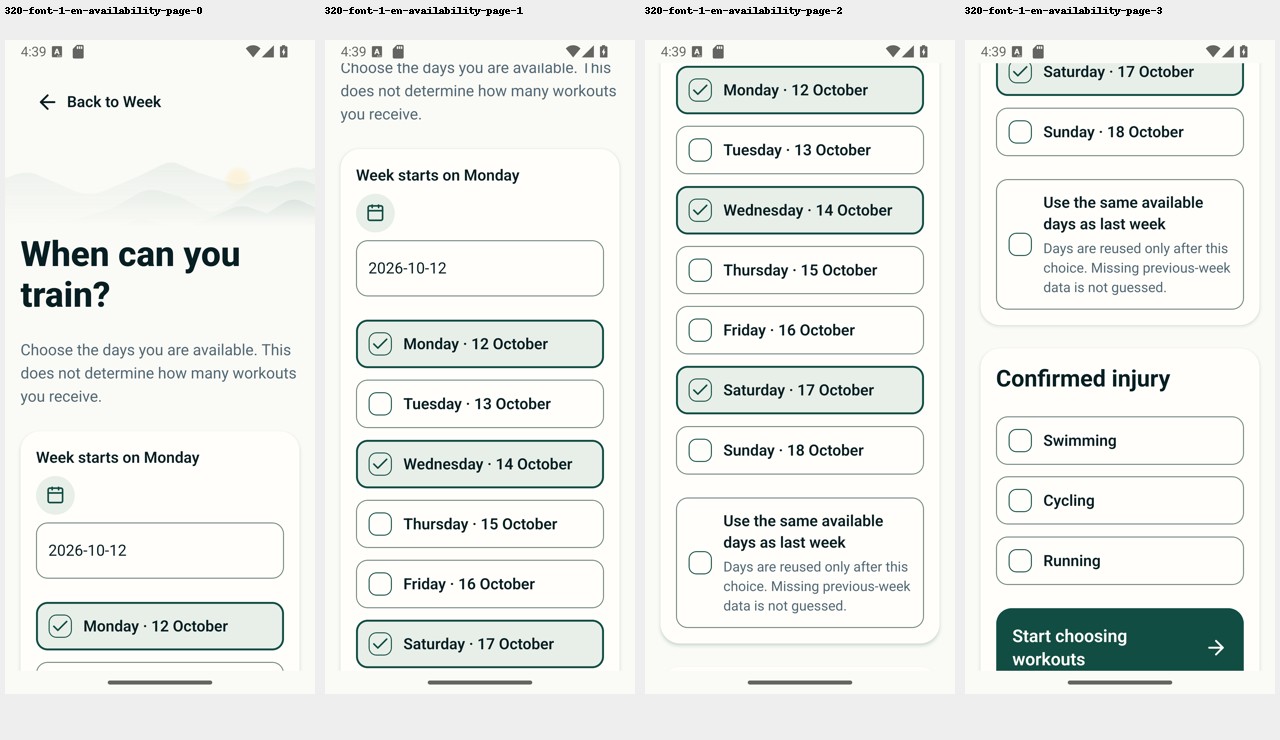 320-font-1-en-availability-page-0
4:39
Back to Week
When can you
train?
Choose the days you are available. This
does not determine how many workouts
you receive.
Week starts on Monday
2026-10-12
Monday · 12 October
320-font-1-en-availability-page-1
4:39
Choose the days you are available. This
does not determine how many workouts
you receive.
Week starts on Monday
2026-10-12
Monday · 12 October
Tuesday · 13 October
Wednesday · 14 October
Thursday · 15 October
Friday · 16 October
Saturday · 17 October
320-font-1-en-availability-page-2
4:39
Monday · 12 October
Tuesday · 13 October
Wednesday · 14 October
Thursday · 15 October
Friday · 16 October
Saturday · 17 October
Sunday · 18 October
Use the same available
days as last week
Days are reused only after this
choice. Missing previous-week
data is not guessed.
320-font-1-en-availability-page-3
4:39
Saturday · 17 October
Sunday · 18 October
Use the same available
days as last week
Days are reused only after this
choice. Missing previous-week
data is not guessed.
Confirmed injury
Swimming
Cycling
Running
Start choosing
workouts